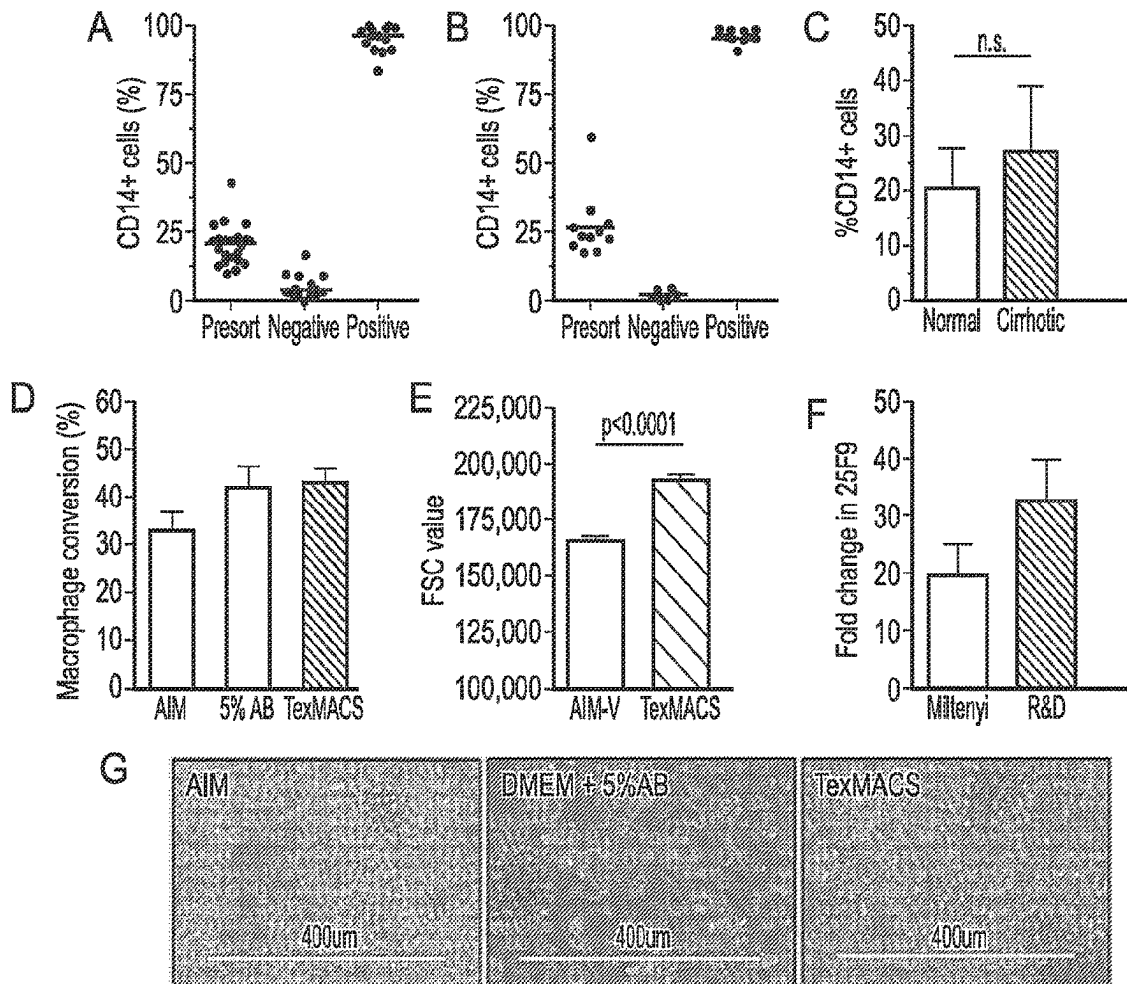 A
CD14+ cells (%)
100
75
50
25
0
Presort Negative Positive
B
CD14+ cells (%)
100
75
50
25
0
Presort Negative Positive
C
%CD14+ cells
50
40
30
20
10
0
n.s.
Normal Cirrhotic
D
Macrophage conversion (%)
60
50
40
30
20
10
0
AIM 5% AB TexMACS
E
FSC value
225,000
200,000
175,000
150,000
125,000
100,000
p<0.0001
AIM-V TexMACS
F
Fold change in 25F9
50
40
30
20
10
0
Miltenyi R&D
G
AIM
400um
DMEM + 5%AB
400um
TexMACS
400um